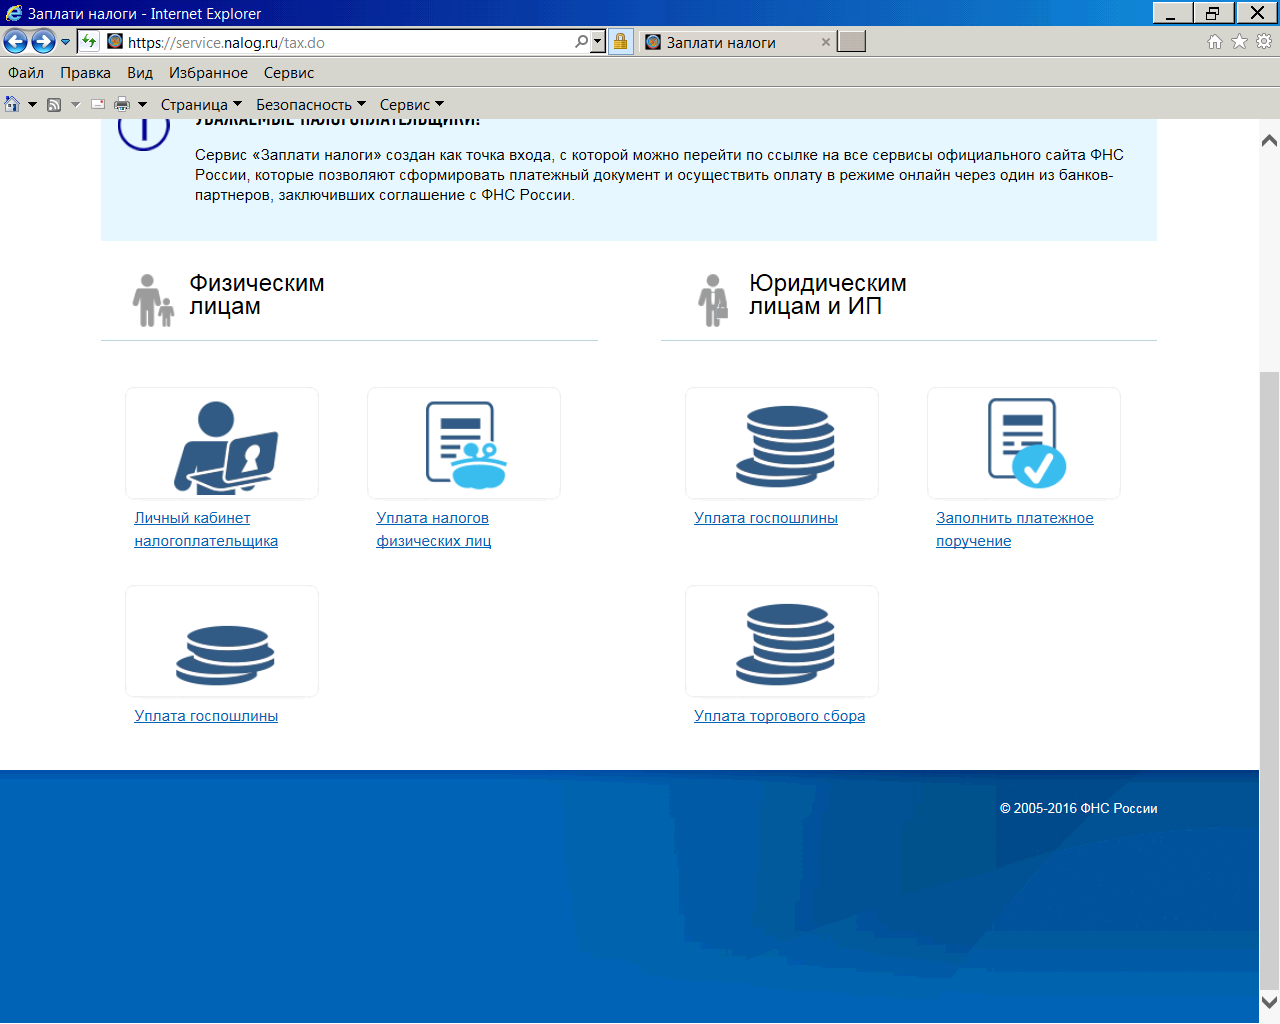 Заплати налоги - Internet Explorer
https://service.nalog.ru/tax.do
Заплати налоги
Файл Правка Вид Избранное Сервис
Страница Безопасность Сервис
УВАЖАЕМЫЕ НАЛОГОПЛАТЕЛЬЩИКИ!
Сервис «Заплати налоги» создан как точка входа, с которой можно перейти по ссылке на все сервисы официального сайта ФНС
России, которые позволяют сформировать платежный документ и осуществить оплату в режиме онлайн через один из банков-
партнеров, заключивших соглашение с ФНС России.
Физическим
лицам
Юридическим
лицам и ИП
Личный кабинет
налогоплательщика
Уплата налогов
физических лиц
Уплата госпошлины
Заполнить платежное
поручение
Уплата госпошлины
Уплата торгового сбора
© 2005-2016 ФНС России